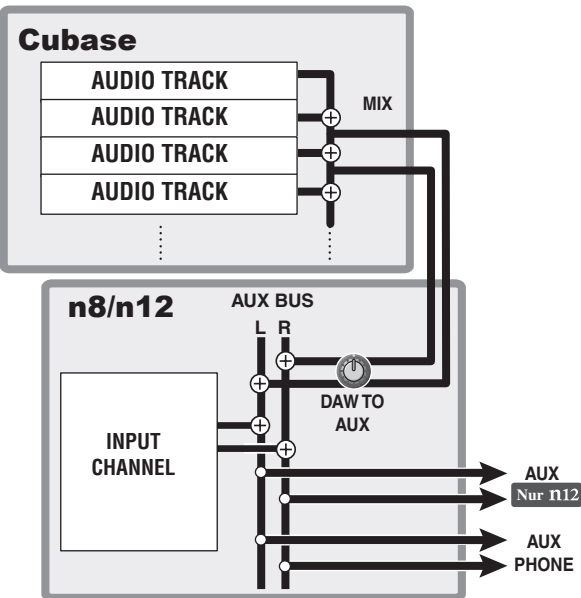 Cubase
AUDIO TRACK
MIX
AUDIO TRACK
AUDIO TRACK
AUDIO TRACK
n8/n12
AUX BUS
L R
DAW TO
AUX
INPUT
CHANNEL
AUX
Nur n12
AUX
PHONE